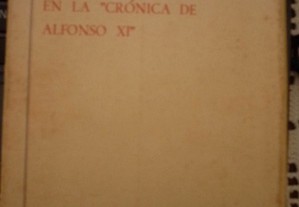 EN LA "CRÓNICA DE
ALFONSO XI"